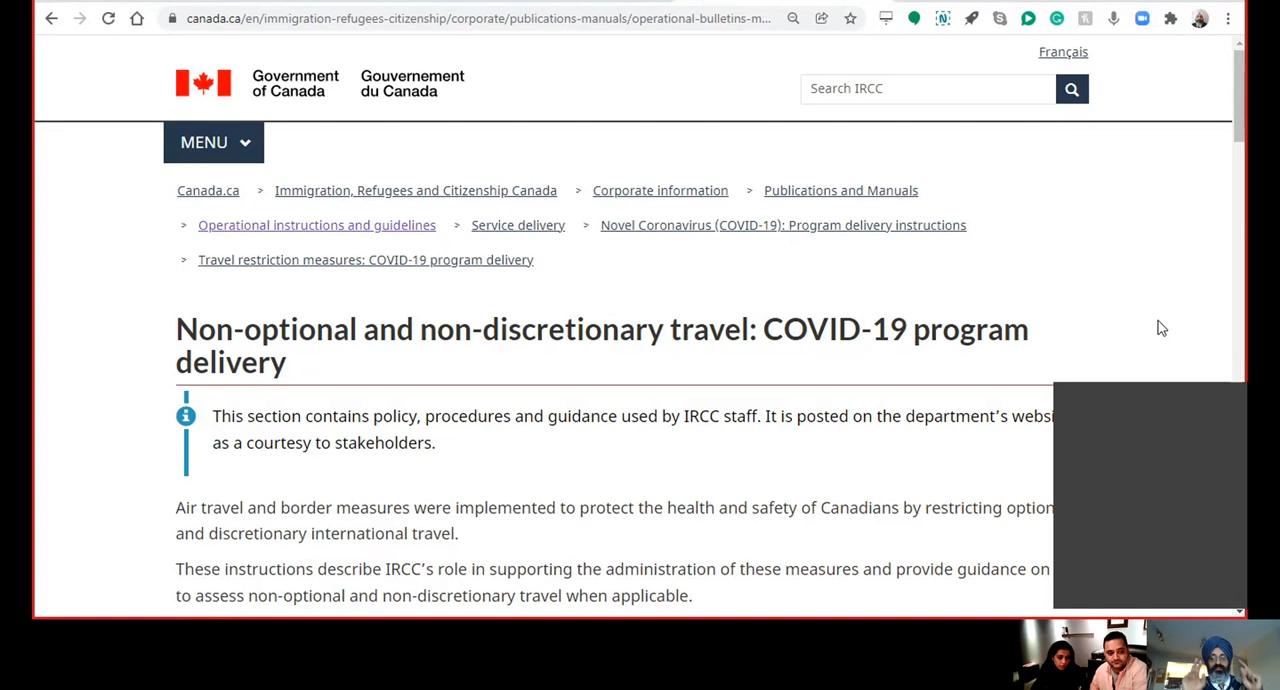 canada.ca/en/immigration-refugees-citizenship/corporate/publications-manuals/operational-bulletins-m...
Français
Government of Canada
Gouvernement du Canada
Search IRCC
MENU
Canada.ca > Immigration, Refugees and Citizenship Canada > Corporate information > Publications and Manuals
> Operational instructions and guidelines > Service delivery > Novel Coronavirus (COVID-19): Program delivery instructions
> Travel restriction measures: COVID-19 program delivery
Non-optional and non-discretionary travel: COVID-19 program
delivery
This section contains policy, procedures and guidance used by IRCC staff. It is posted on the department's websi
as a courtesy to stakeholders.
Air travel and border measures were implemented to protect the health and safety of Canadians by restricting option
and discretionary international travel.
These instructions describe IRCC's role in supporting the administration of these measures and provide guidance on
to assess non-optional and non-discretionary travel when applicable.